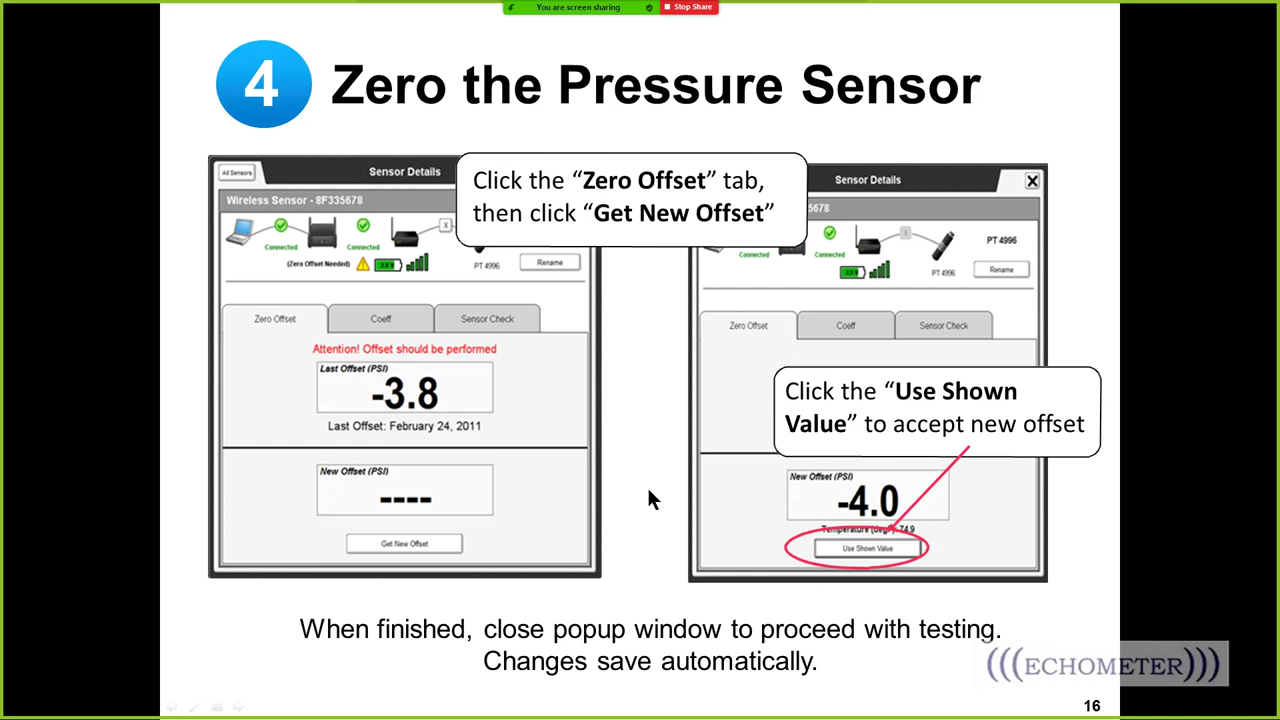 You are screen sharing
Stop Share
4 Zero the Pressure Sensor
Click the “Zero Offset” tab,
then click “Get New Offset”
All Sensors
Sensor Details
Wireless Sensor - 8F335678
Connected
Connected
X
(Zero Offset Needed)
PT 4996
Rename
Zero Offset
Coeff
Sensor Check
Attention! Offset should be performed
Last Offset (PSI)
-3.8
Last Offset: February 24, 2011
New Offset (PSI)
----
Get New Offset
Sensor Details
X
5678
Connected
Connected
X
PT 4996
PT 4996
Rename
Zero Offset
Coeff
Sensor Check
Click the “Use Shown
Value” to accept new offset
New Offset (PSI)
-4.0
Temperature 74.9
Use Shown Value
When finished, close popup window to proceed with testing.
Changes save automatically.
(((ECHOMETER)))
16